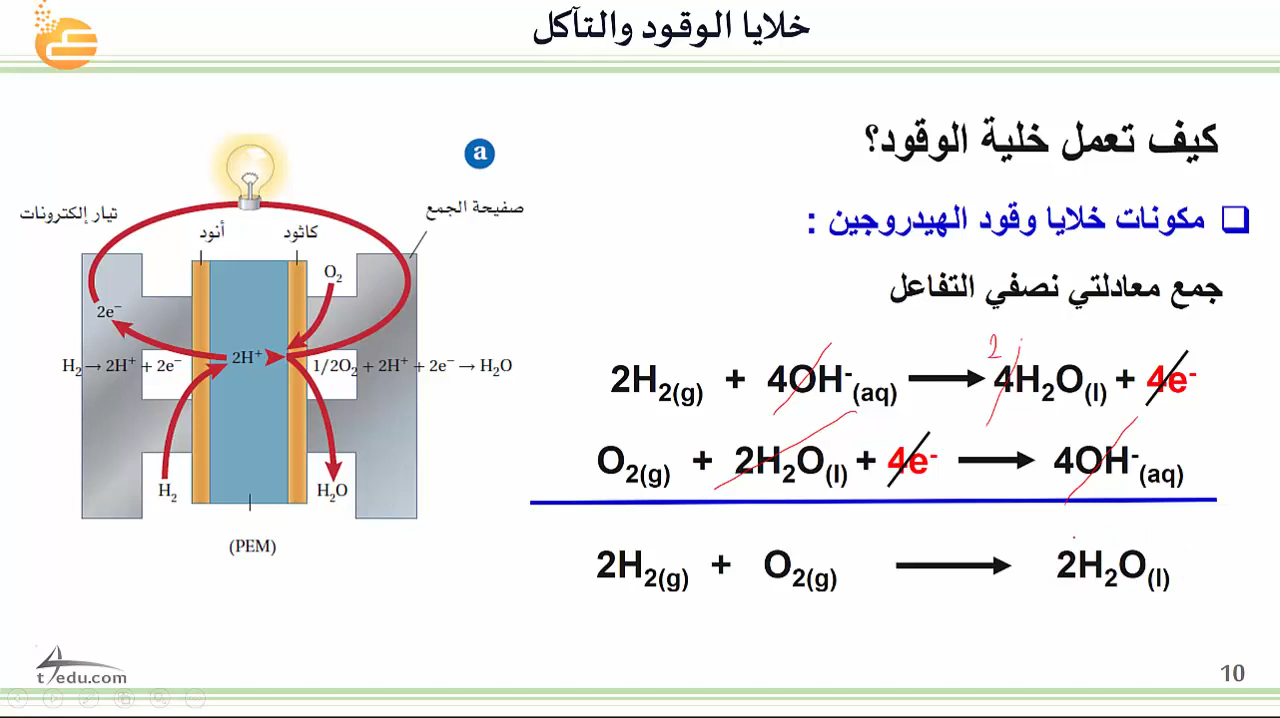 خلايا الوقود والتآكل
كيف تعمل خلية الوقود؟
❑ مكونات خلايا وقود الهيدروجين :
جمع معادلتي نصفي التفاعل
2
2H₂(g) + 4OH⁻(aq) ⟶ 4H₂O(l) + 4e⁻
O₂(g) + 2H₂O(l) + 4e⁻ ⟶ 4OH⁻(aq)
2H₂(g) + O₂(g) ⟶ 2H₂O(l)
a
تيار إلكترونات
صفيحة الجمع
أنود
كاثود
O₂
2e⁻
2H⁺
H₂ → 2H⁺ + 2e⁻
1/2O₂ + 2H⁺ + 2e⁻ → H₂O
H₂
H₂O
(PEM)
t4edu.com
10